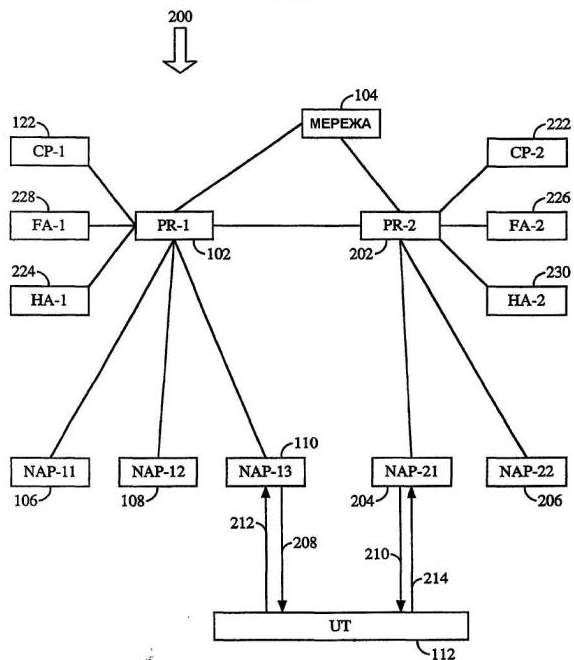 200
104
МЕРЕЖА
122
CP-1
222
CP-2
228
FA-1
PR-1
102
PR-2
202
226
FA-2
224
HA-1
230
HA-2
110
NAP-11
106
NAP-12
108
NAP-13
NAP-21
204
NAP-22
206
212
208
210
214
UT
112